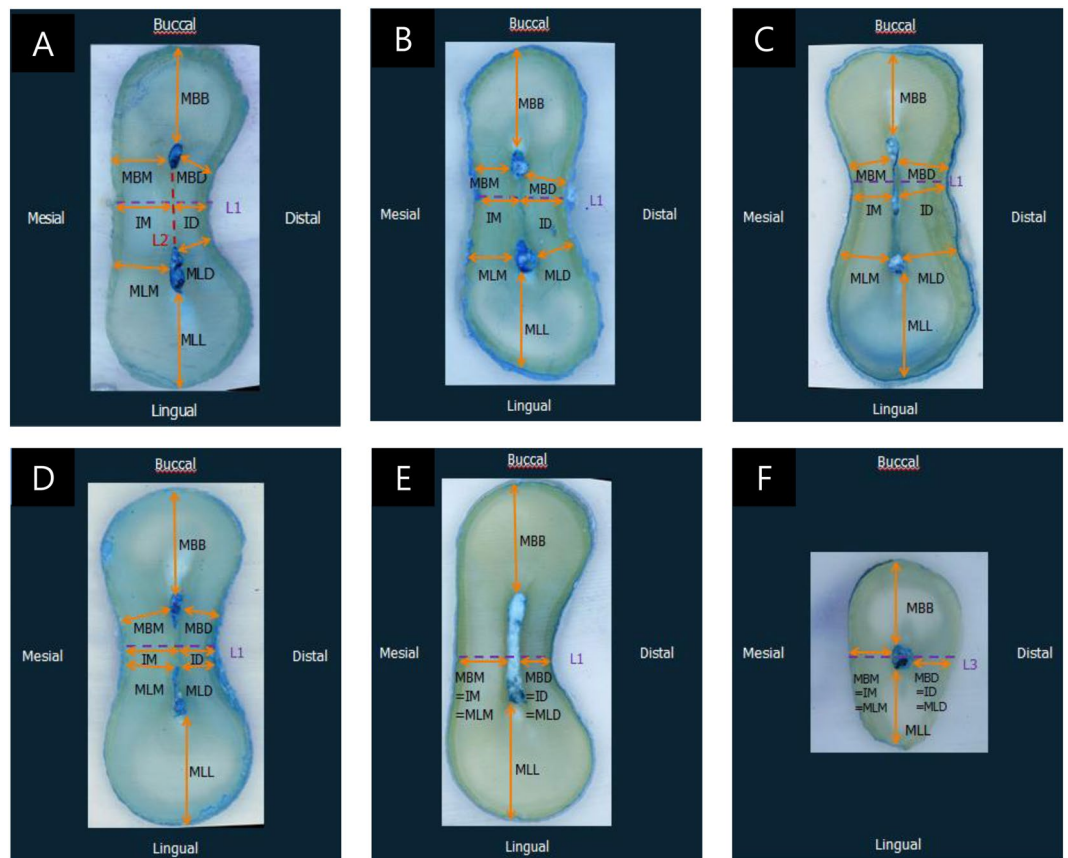 A
Buccal
MBB
MBM
MBD
Mesial
IM
ID
L1
Distal
L2
MLM
MLD
MLL
Lingual
B
Buccal
MBB
MBM
MBD
Mesial
IM
ID
L1
Distal
MLM
MLD
MLL
Lingual
C
Buccal
MBB
MBM
MBD
L1
Mesial
IM
ID
Distal
MLM
MLD
MLL
Lingual
D
Buccal
MBB
MBM
MBD
Mesial
IM
ID
L1
Distal
MLM
MLD
MLL
Lingual
E
Buccal
MBB
Mesial
L1
Distal
MBM
=IM
=MLM
MBD
=ID
=MLD
MLL
Lingual
F
Buccal
MBB
Mesial
L3
Distal
MBM
=IM
=MLM
MBD
=ID
=MLD
MLL
Lingual